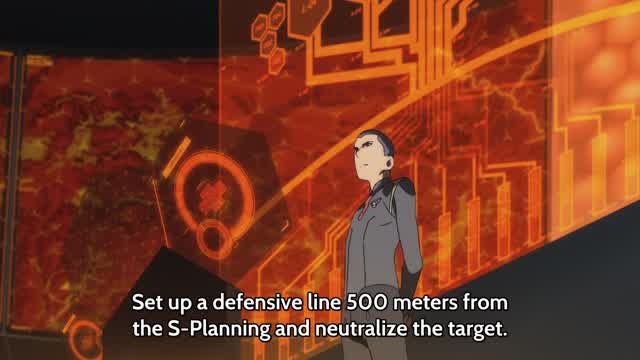 Set up a defensive line 500 meters from
the S-Planning and neutralize the target.